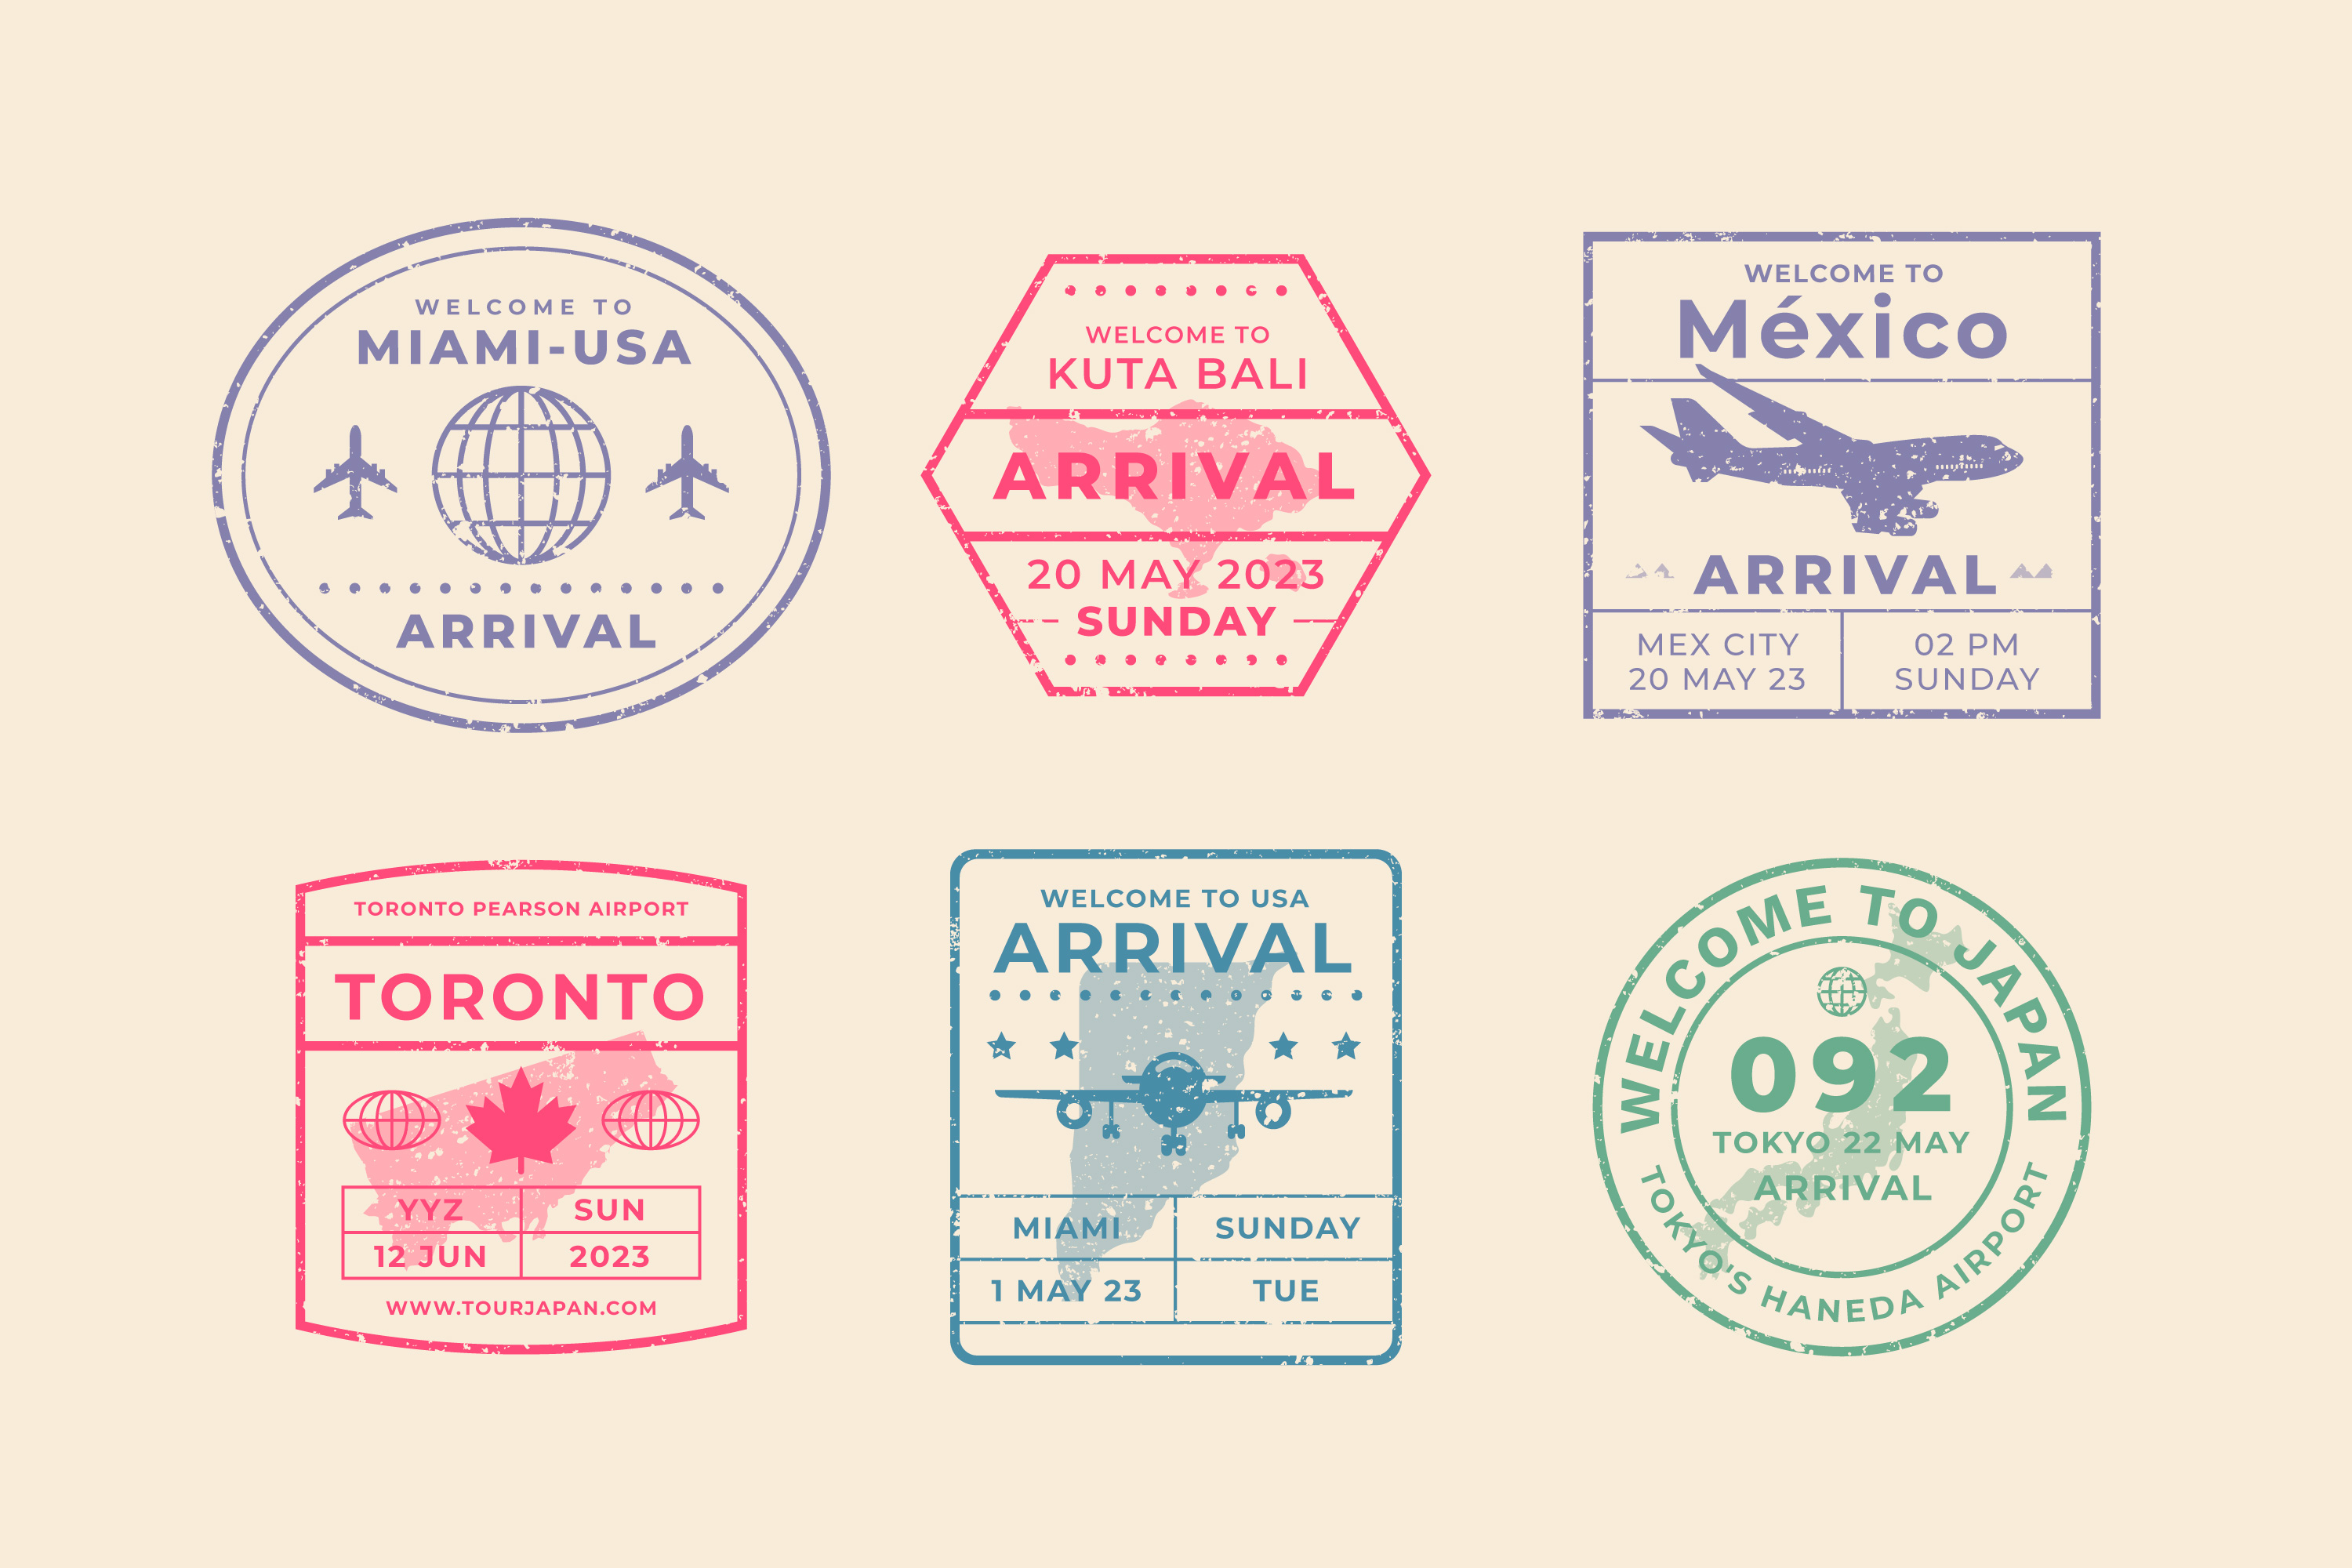 WELCOME TO
MIAMI-USA
ARRIVAL
WELCOME TO
KUTA BALI
ARRIVAL
20 MAY 2023
SUNDAY
WELCOME TO
México
ARRIVAL
MEX CITY
20 MAY 23
02 PM
SUNDAY
TORONTO PEARSON AIRPORT
TORONTO
YYZ
SUN
12 JUN
2023
WWW.TOURJAPAN.COM
WELCOME TO USA
ARRIVAL
MIAMI
SUNDAY
1 MAY 23
TUE
WELCOME TO JAPAN
092
TOKYO 22 MAY
ARRIVAL
TOKYO'S HANEDA AIRPORT